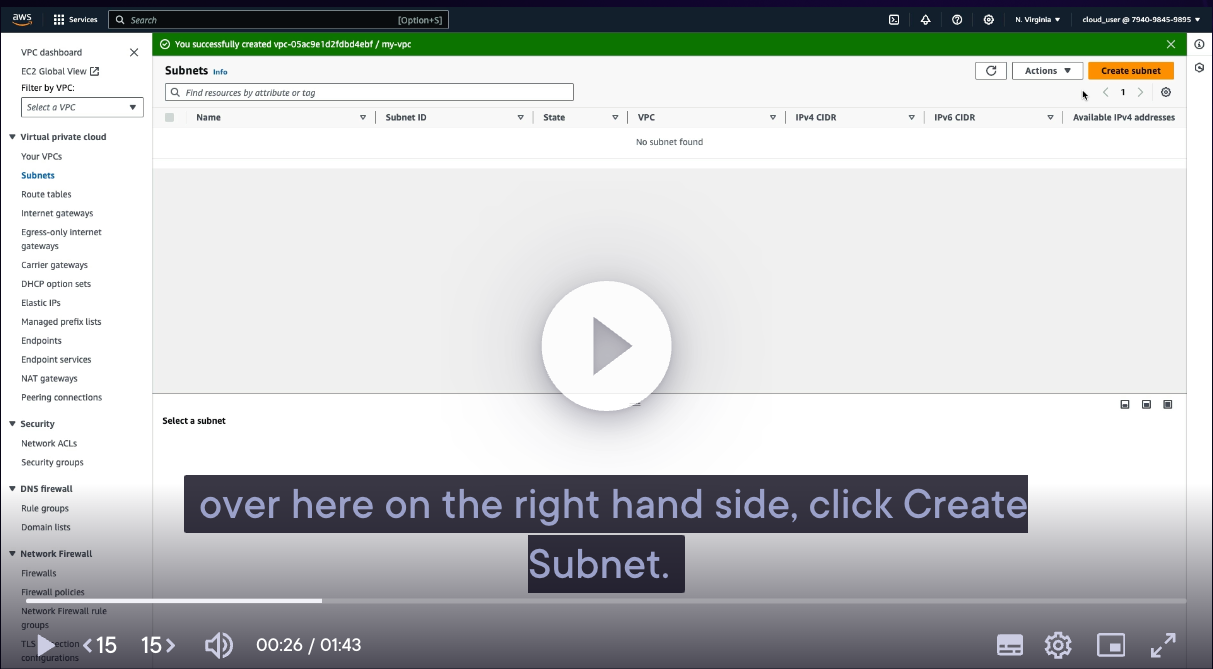 aws
Services
Search
[Option+S]
N. Virginia
cloud_user @ 7940-9845-9895
You successfully created vpc-05ac9e1d2fdbd4ebf / my-vpc
VPC dashboard
EC2 Global View
Filter by VPC:
Select a VPC
Virtual private cloud
Your VPCs
Subnets
Route tables
Internet gateways
Egress-only internet
gateways
Carrier gateways
DHCP option sets
Elastic IPs
Managed prefix lists
Endpoints
Endpoint services
NAT gateways
Peering connections
Security
Network ACLs
Security groups
DNS firewall
Rule groups
Domain lists
Network Firewall
Firewalls
Firewall policies
Network Firewall rule
groups
TLS
configurations
Subnets
Info
Actions
Create subnet
Find resources by attribute or tag
1
Name
Subnet ID
State
VPC
IPv4 CIDR
IPv6 CIDR
Available IPv4 addresses
No subnet found
Select a subnet
over here on the right hand side, click Create
Subnet.
15
15
00:26 / 01:43